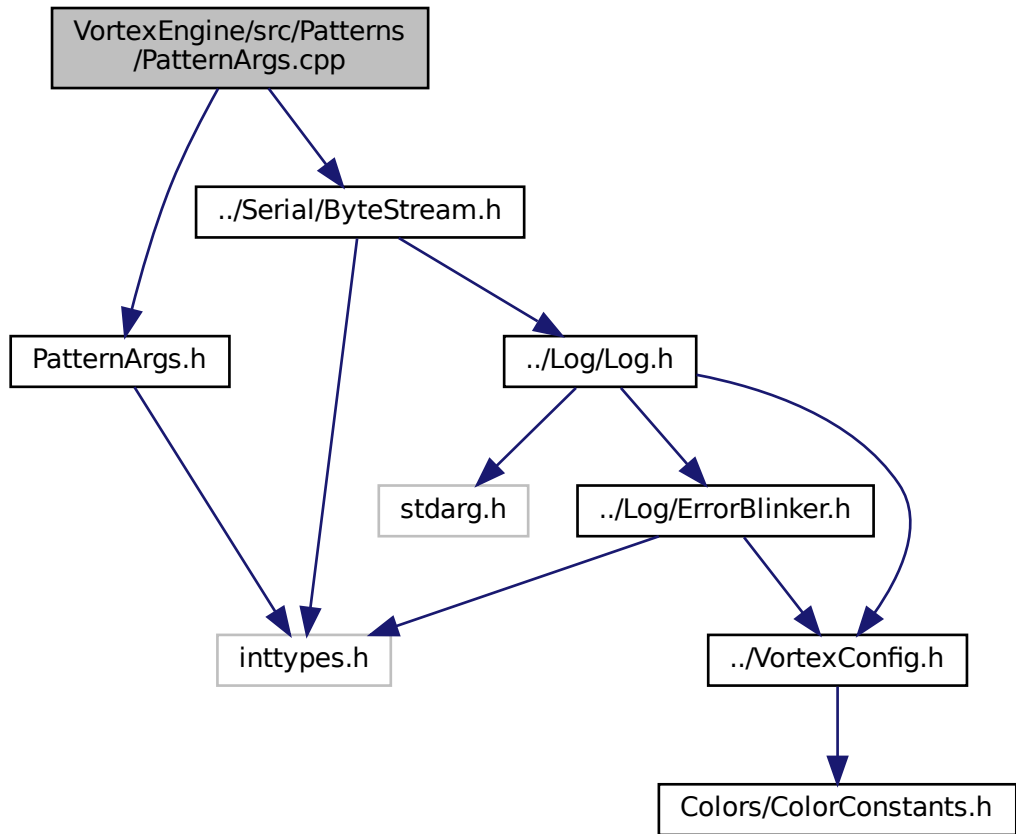 VortexEngine/src/Patterns
/PatternArgs.cpp
../Serial/ByteStream.h
PatternArgs.h
../Log/Log.h
stdarg.h
../Log/ErrorBlinker.h
inttypes.h
../VortexConfig.h
Colors/ColorConstants.h